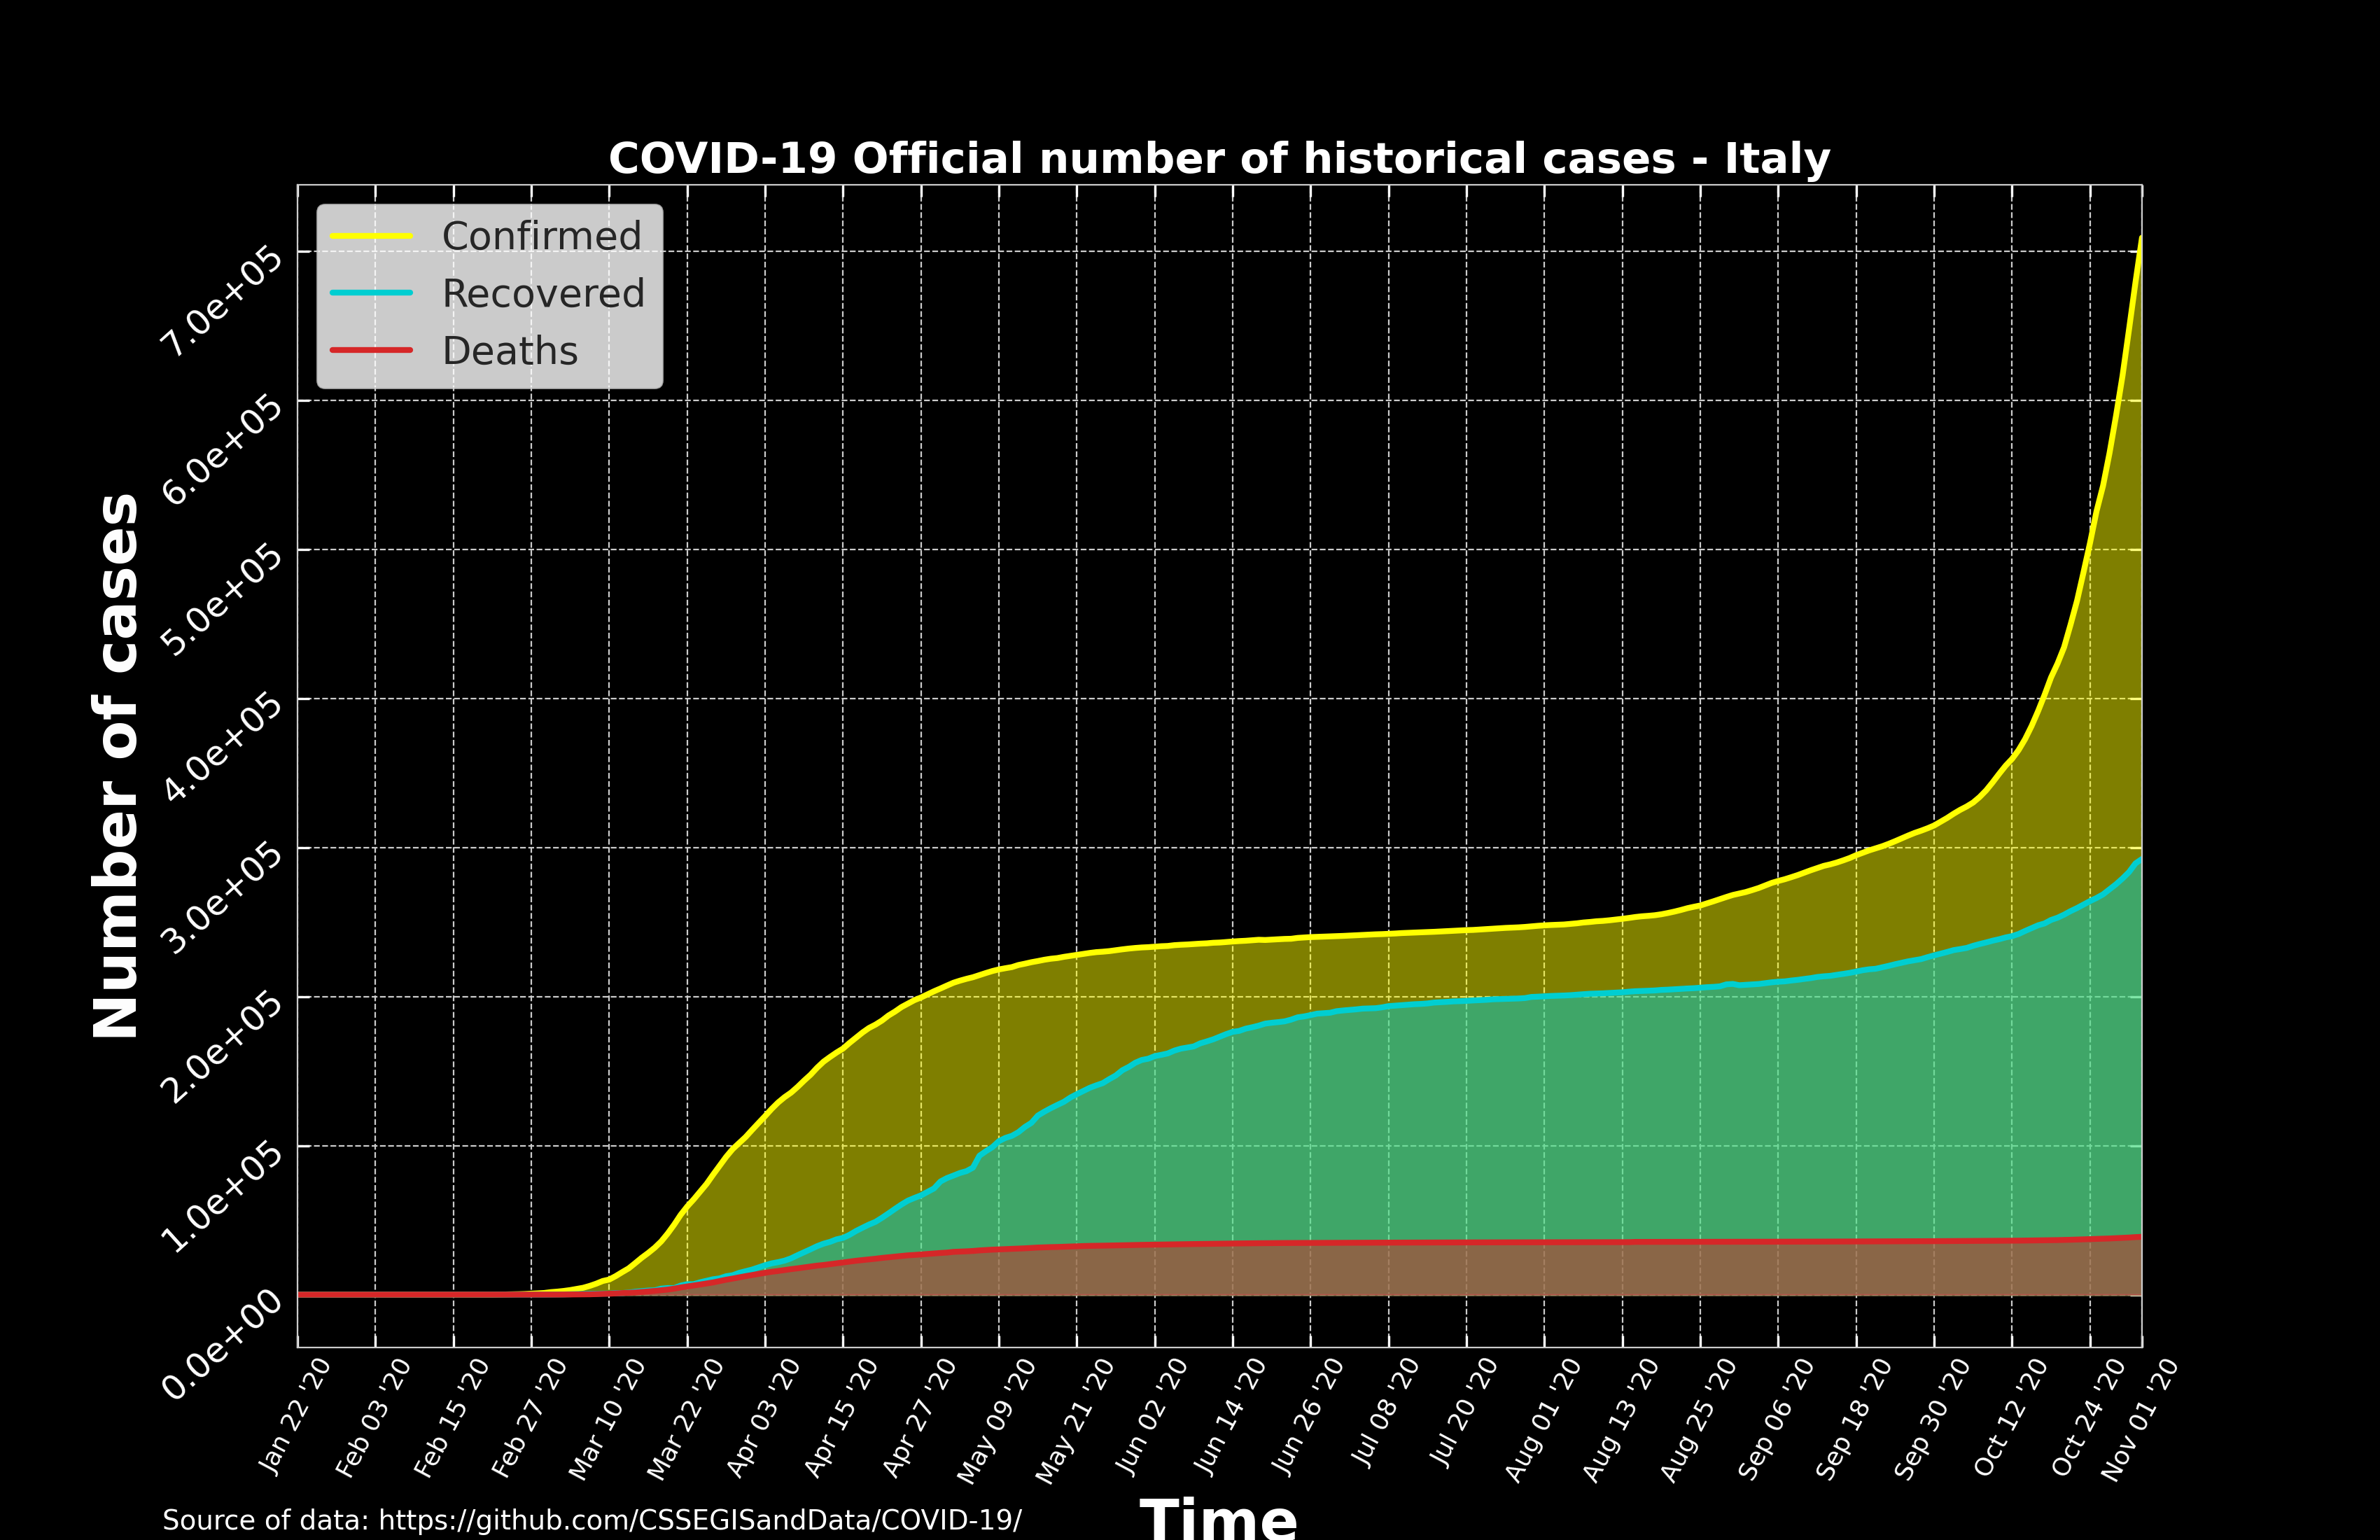 COVID-19 Official number of historical cases - Italy
Confirmed
Recovered
Deaths
Number of cases
7.0e+05
6.0e+05
5.0e+05
4.0e+05
3.0e+05
2.0e+05
1.0e+05
0.0e+00
Jan 22 '20
Feb 03 '20
Feb 15 '20
Feb 27 '20
Mar 10 '20
Mar 22 '20
Apr 03 '20
Apr 15 '20
Apr 27 '20
May 09 '20
May 21 '20
Jun 02 '20
Jun 14 '20
Jun 26 '20
Jul 08 '20
Jul 20 '20
Aug 01 '20
Aug 13 '20
Aug 25 '20
Sep 06 '20
Sep 18 '20
Sep 30 '20
Oct 12 '20
Oct 24 '20
Nov 01 '20
Time
Source of data: https://github.com/CSSEGISandData/COVID-19/